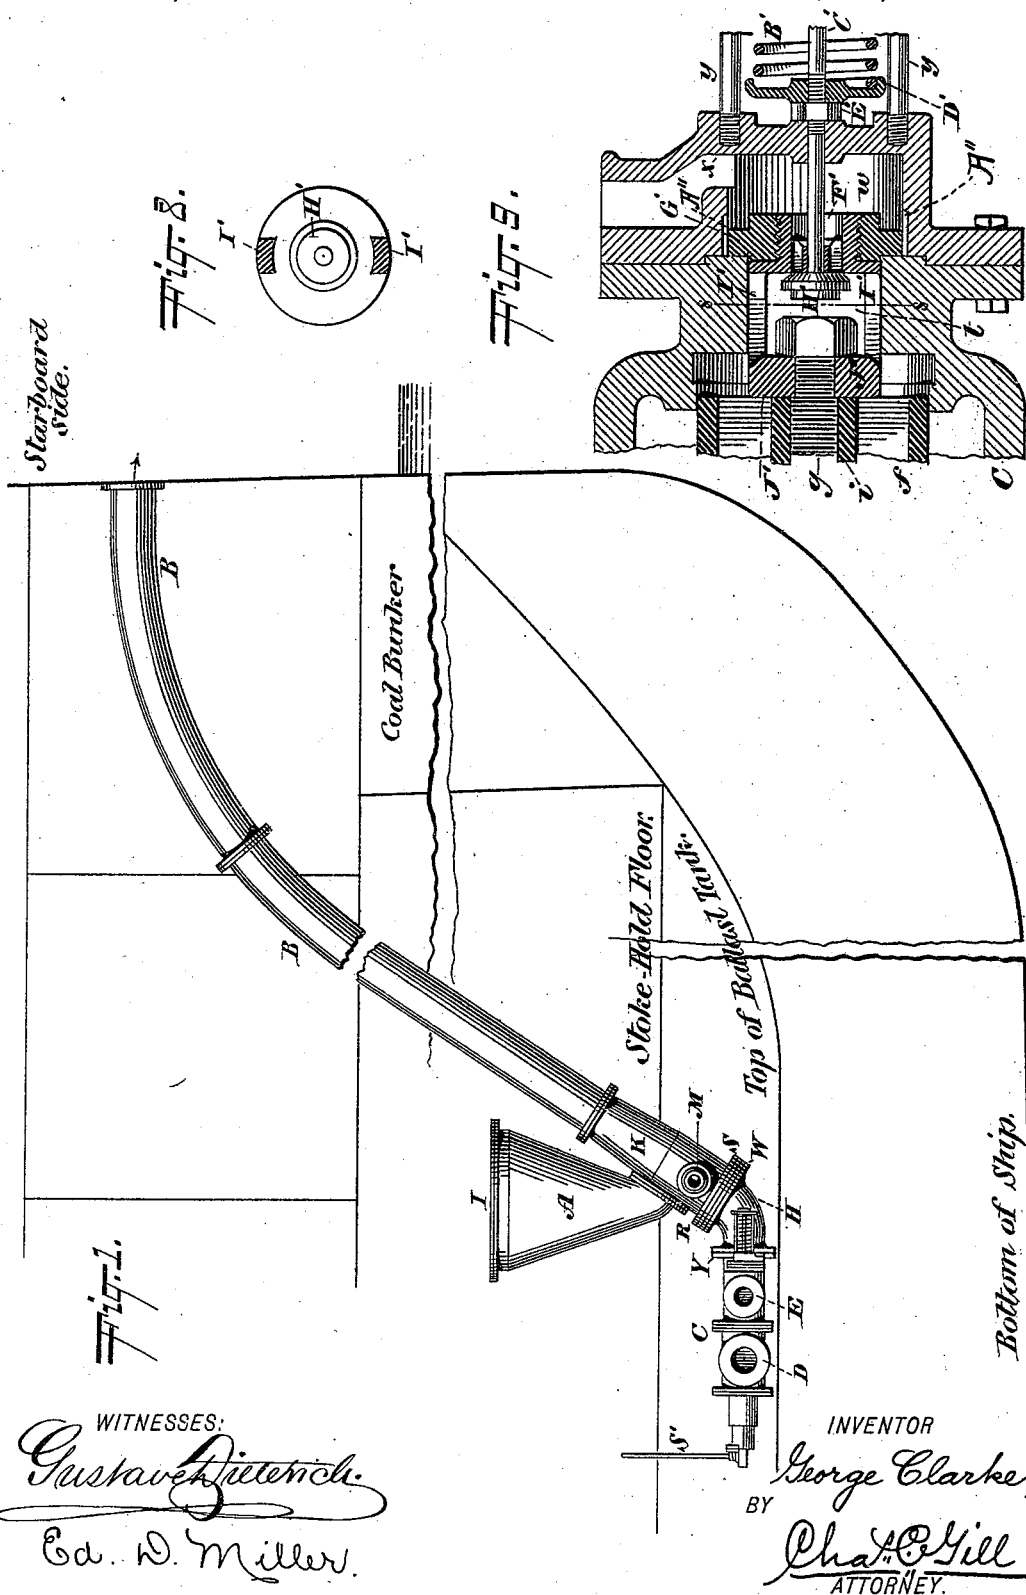 Fig. 1.
Starboard
side.
B
B
Coal Bunker
Stoke-Hold Floor.
Top of Ballast Tank.
Bottom of Ship.
I
A
K
M
R
S
W
H
Y
E
C
D
S'
Fig. 8.
I'
H'
I'
Fig. 9.
y
B'
C'
y
D'
E'
x
G'
A''
F'
w
A''
I'
s
H'
I'
s
t
J'
g
i
f
C
WITNESSES:
Gustave Dieterich.
Ed. D. Miller.
INVENTOR
George Clarke,
BY
Chas. C. Gill
ATTORNEY.